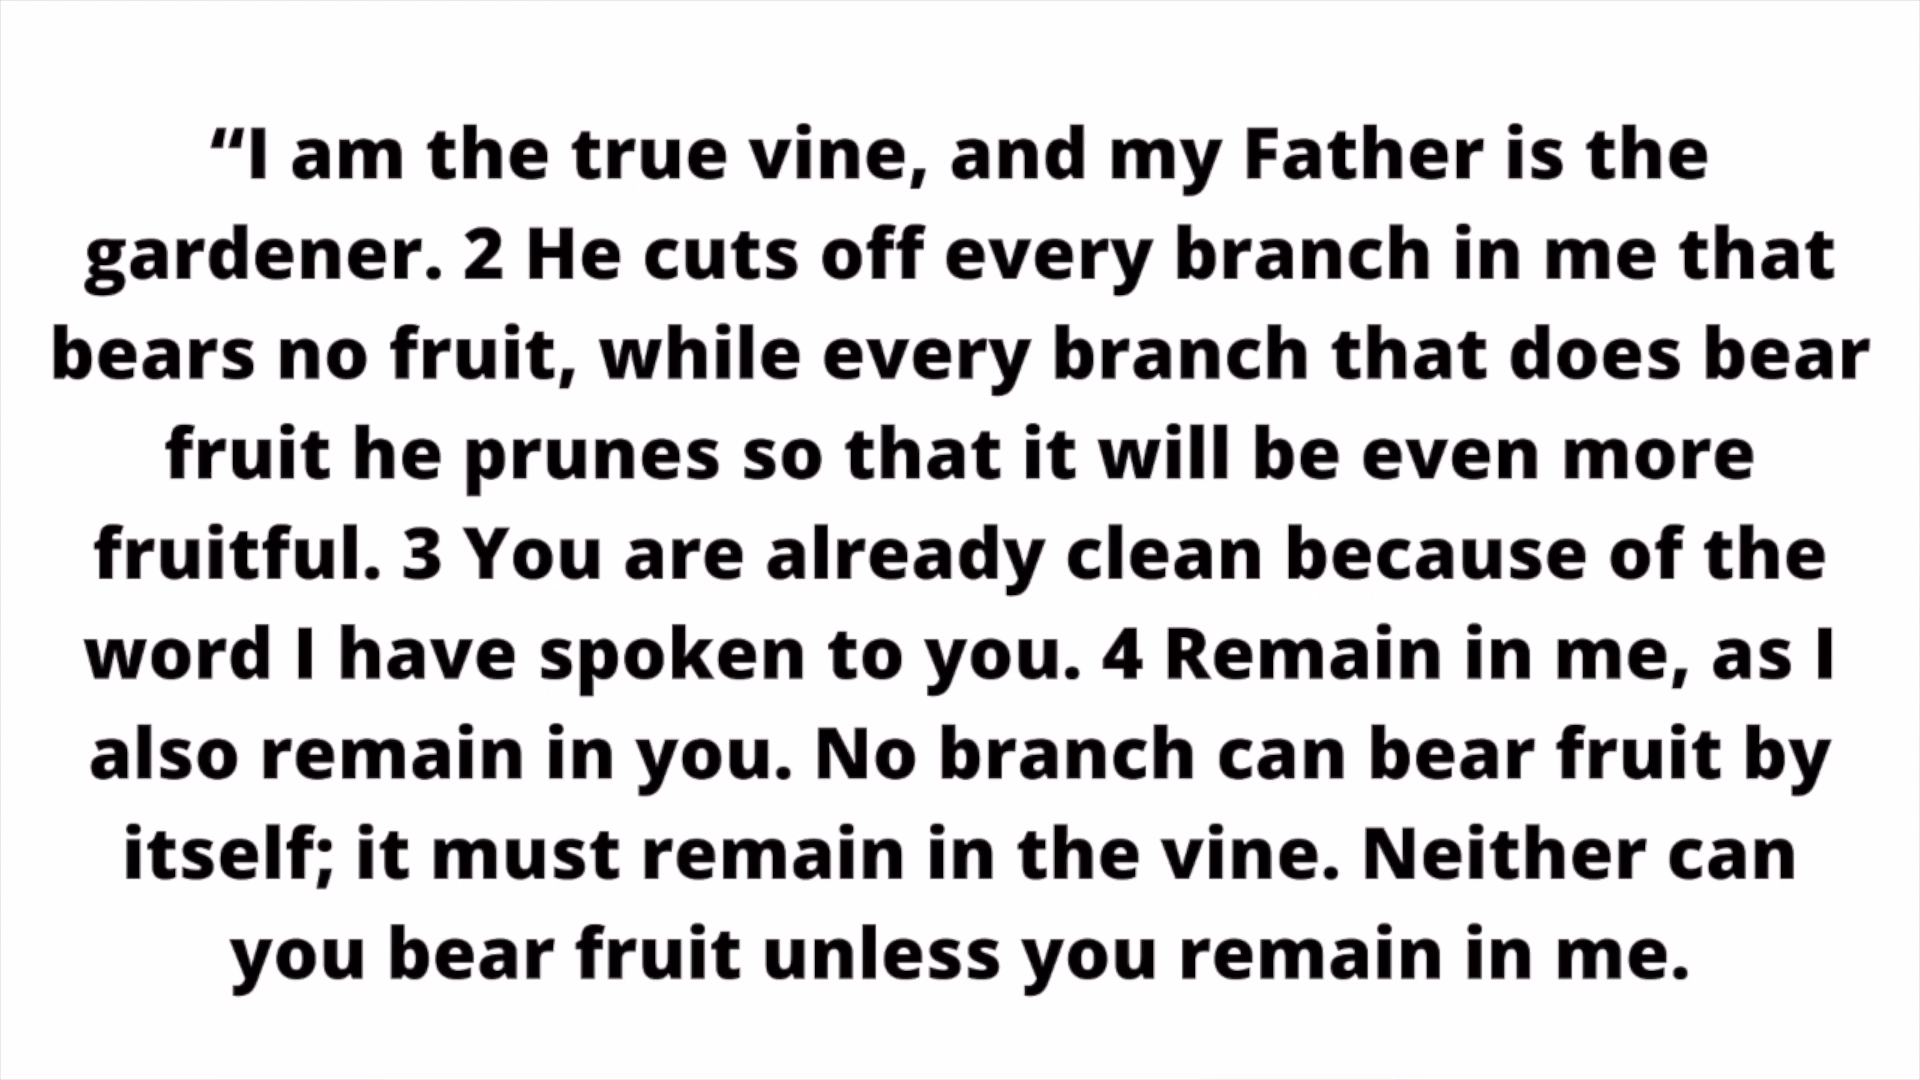 “I am the true vine, and my Father is the
gardener. 2 He cuts off every branch in me that
bears no fruit, while every branch that does bear
fruit he prunes so that it will be even more
fruitful. 3 You are already clean because of the
word I have spoken to you. 4 Remain in me, as I
also remain in you. No branch can bear fruit by
itself; it must remain in the vine. Neither can
you bear fruit unless you remain in me.